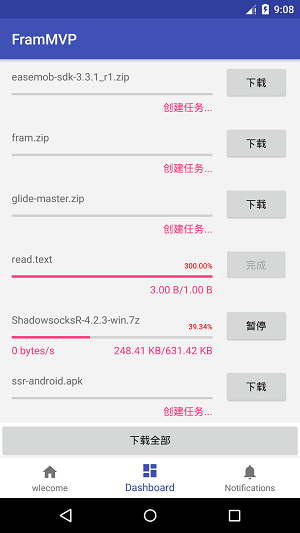 9:08
FramMVP
easemob-sdk-3.3.1_r1.zip
下载
创建任务...
fram.zip
下载
创建任务...
glide-master.zip
下载
创建任务...
read.text
300.00%
完成
3.00 B/1.00 B
ShadowsocksR-4.2.3-win.7z
39.34%
暂停
0 bytes/s 248.41 KB/631.42 KB
ssr-android.apk
下载
创建任务...
下载全部
wlecome Dashboard Notifications